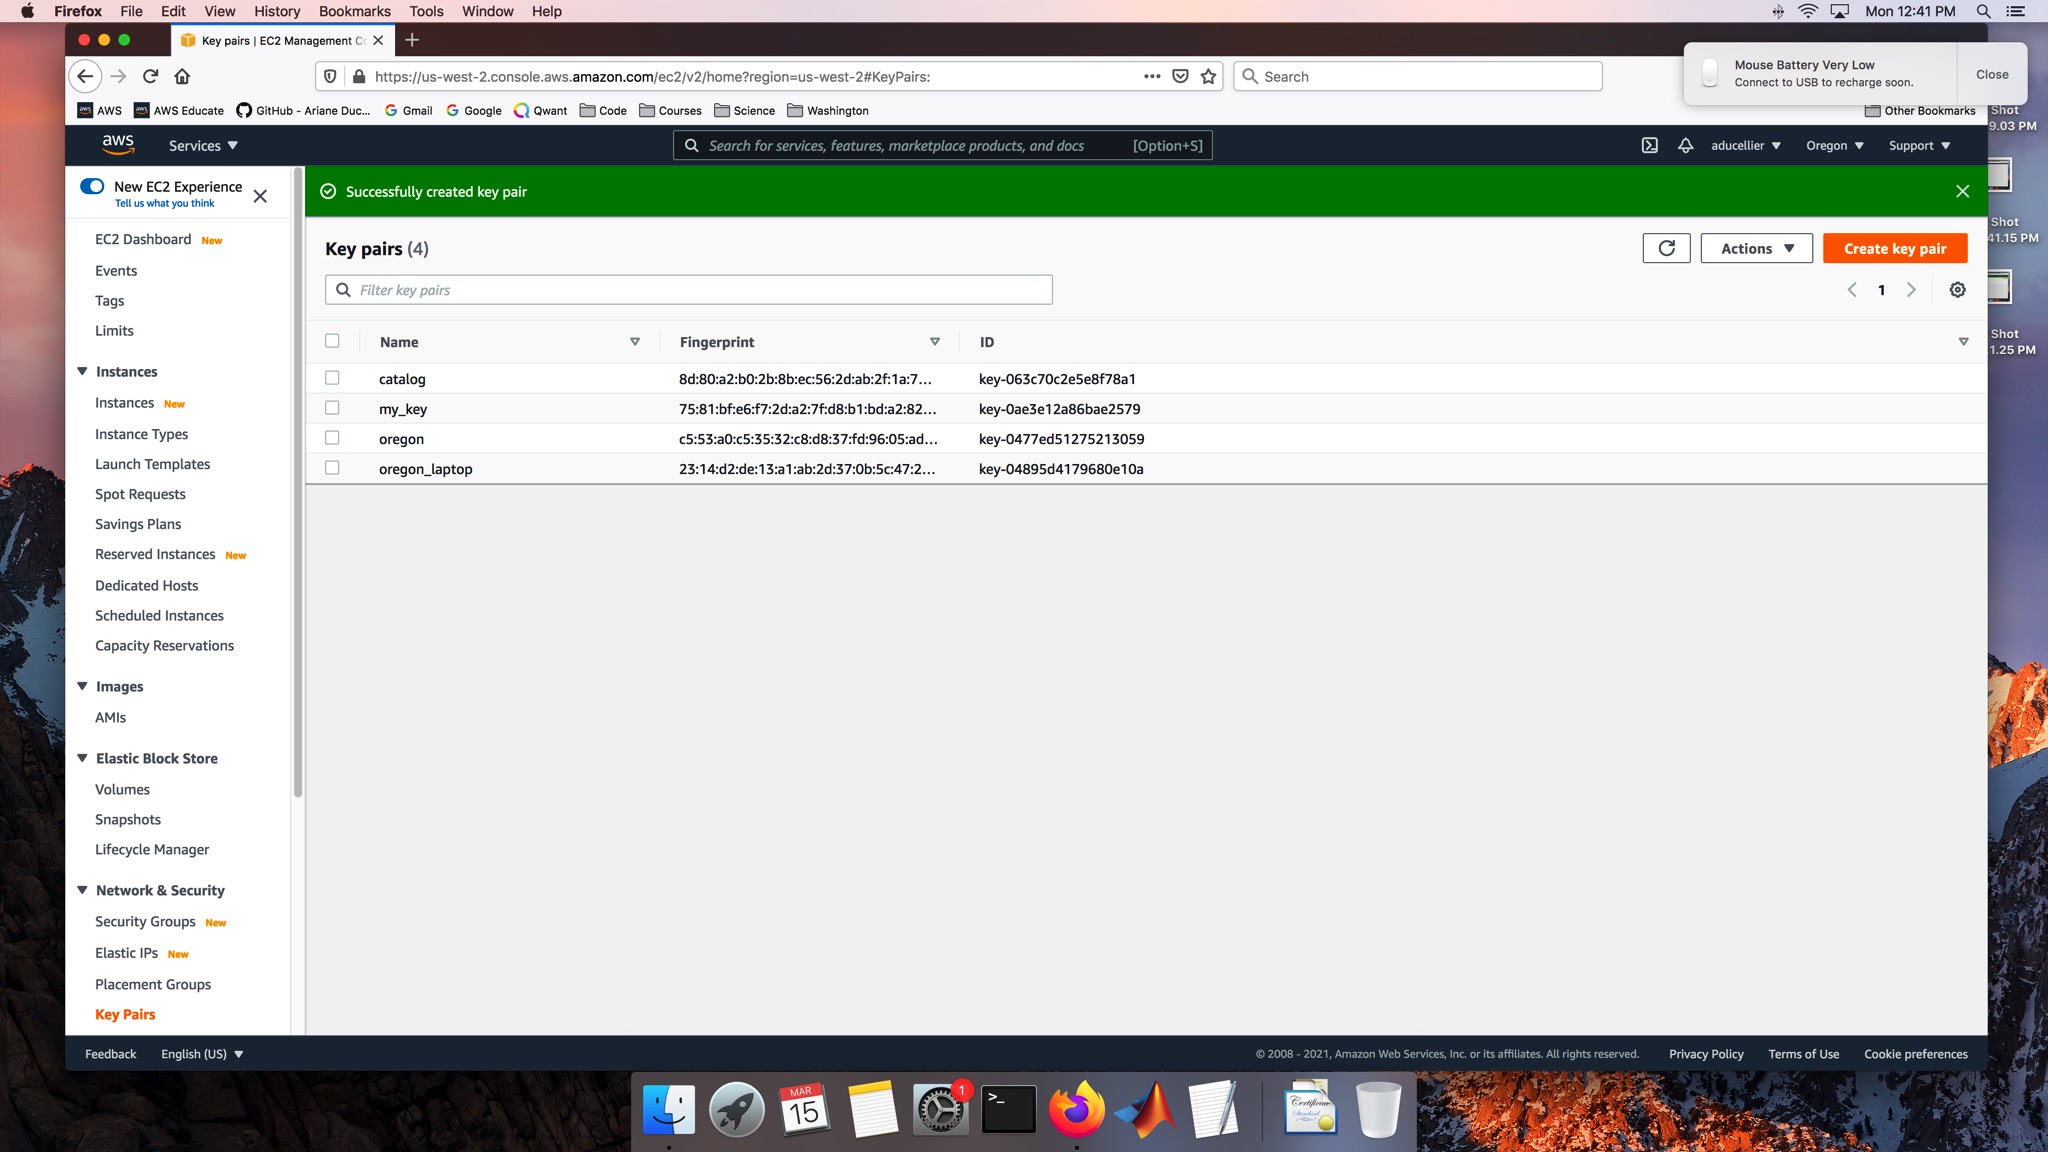 Firefox File Edit View History Bookmarks Tools Window Help Mon 12:41 PM
Key pairs | EC2 Management Co
https://us-west-2.console.aws.amazon.com/ec2/v2/home?region=us-west-2#KeyPairs: Search
Mouse Battery Very Low
Connect to USB to recharge soon.
Close
AWS AWS Educate GitHub - Ariane Duc... Gmail Google Qwant Code Courses Science Washington Other Bookmarks
Shot
9.03 PM
aws Services Search for services, features, marketplace products, and docs [Option+S] aducellier Oregon Support
New EC2 Experience
Tell us what you think
Successfully created key pair
Shot
41.15 PM
EC2 Dashboard New
Events
Tags
Limits
Instances
Instances New
Instance Types
Launch Templates
Spot Requests
Savings Plans
Reserved Instances New
Dedicated Hosts
Scheduled Instances
Capacity Reservations
Images
AMIs
Elastic Block Store
Volumes
Snapshots
Lifecycle Manager
Network & Security
Security Groups New
Elastic IPs New
Placement Groups
Key Pairs
Key pairs (4) Actions Create key pair
Filter key pairs 1
Name Fingerprint ID
catalog 8d:80:a2:b0:2b:8b:ec:56:2d:ab:2f:1a:7... key-063c70c2e5e8f78a1
my_key 75:81:bf:e6:f7:2d:a2:7f:d8:b1:bd:a2:82... key-0ae3e12a86bae2579
oregon c5:53:a0:c5:35:32:c8:d8:37:fd:96:05:ad... key-0477ed51275213059
oregon_laptop 23:14:d2:de:13:a1:ab:2d:37:0b:5c:47:2... key-04895d4179680e10a
Shot
1.25 PM
Feedback English (US) © 2008 - 2021, Amazon Web Services, Inc. or its affiliates. All rights reserved. Privacy Policy Terms of Use Cookie preferences
MAR
15
1
>_
Certificate
Standard